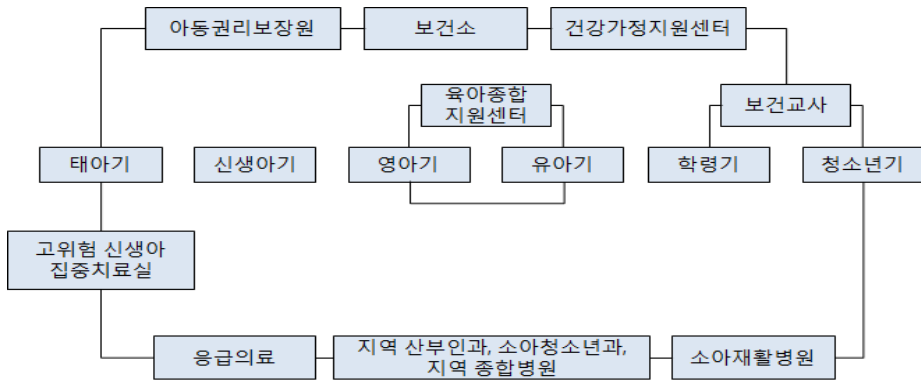 아동권리보장원
보건소
건강가정지원센터
육아종합
지원센터
보건교사
태아기
신생아기
영아기
유아기
학령기
청소년기
고위험 신생아
집중치료실
응급의료
지역 산부인과, 소아청소년과,
지역 종합병원
소아재활병원